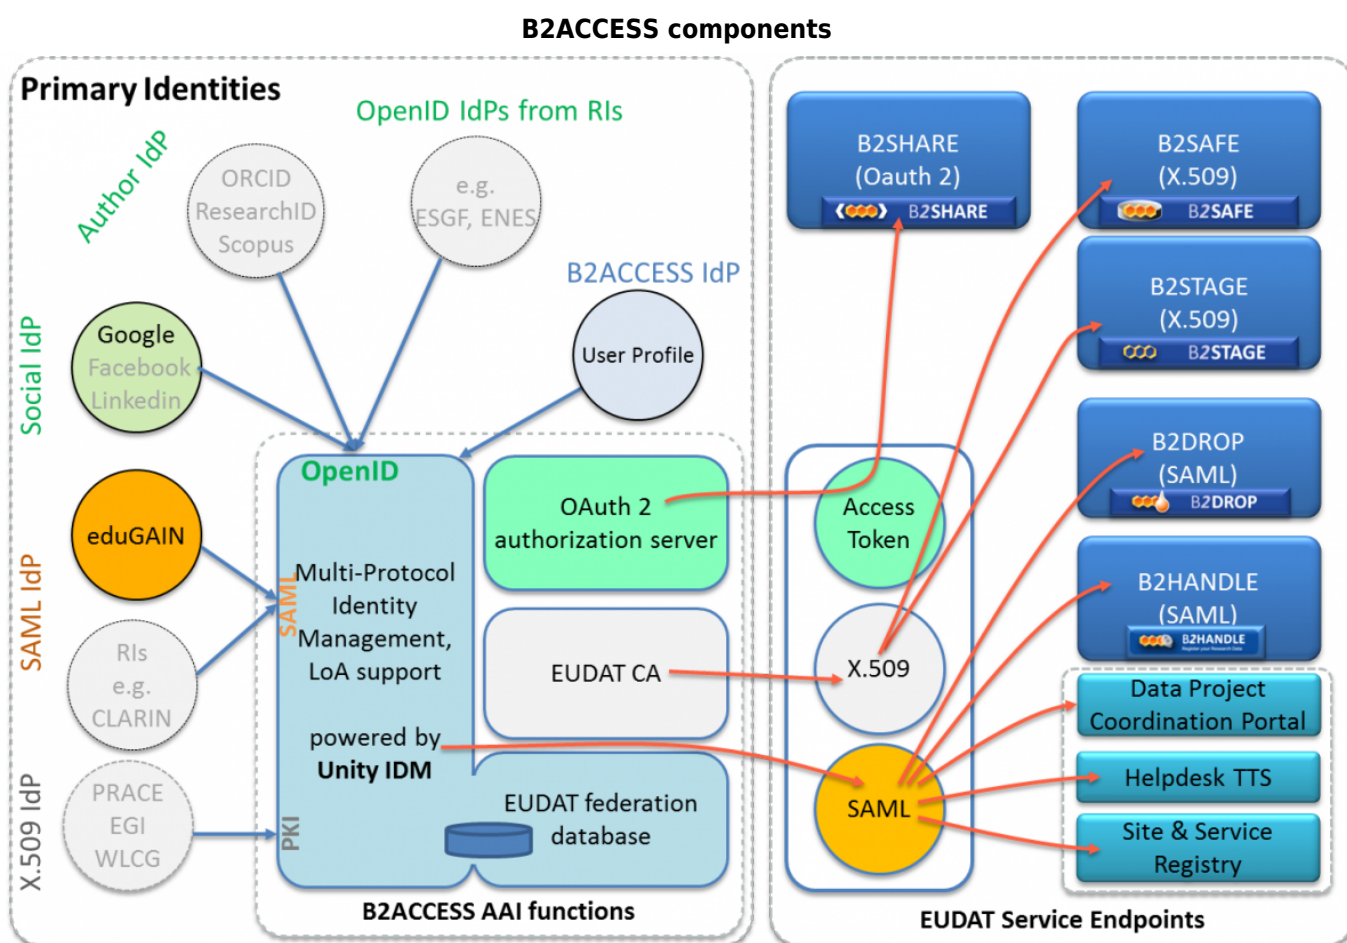 B2ACCESS components
Primary Identities
Author IdP
OpenID IdPs from RIs
ORCID
ResearchID
Scopus
e.g.
ESGF, ENES
B2ACCESS IdP
Social IdP
Google
Facebook
Linkedin
User Profile
SAML IdP
eduGAIN
RIs
e.g.
CLARIN
X.509 IdP
PRACE
EGI
WLCG
OpenID
SAML
Multi-Protocol
Identity
Management,
LoA support
powered by
Unity IDM
PKI
OAuth 2
authorization server
EUDAT CA
EUDAT federation
database
B2ACCESS AAI functions
B2SHARE
(Oauth 2)
B2SHARE
B2SAFE
(X.509)
B2SAFE
B2STAGE
(X.509)
B2STAGE
B2DROP
(SAML)
B2DROP
B2HANDLE
(SAML)
B2HANDLE
Register your Research Data
Access
Token
X.509
SAML
Data Project
Coordination Portal
Helpdesk TTS
Site & Service
Registry
EUDAT Service Endpoints